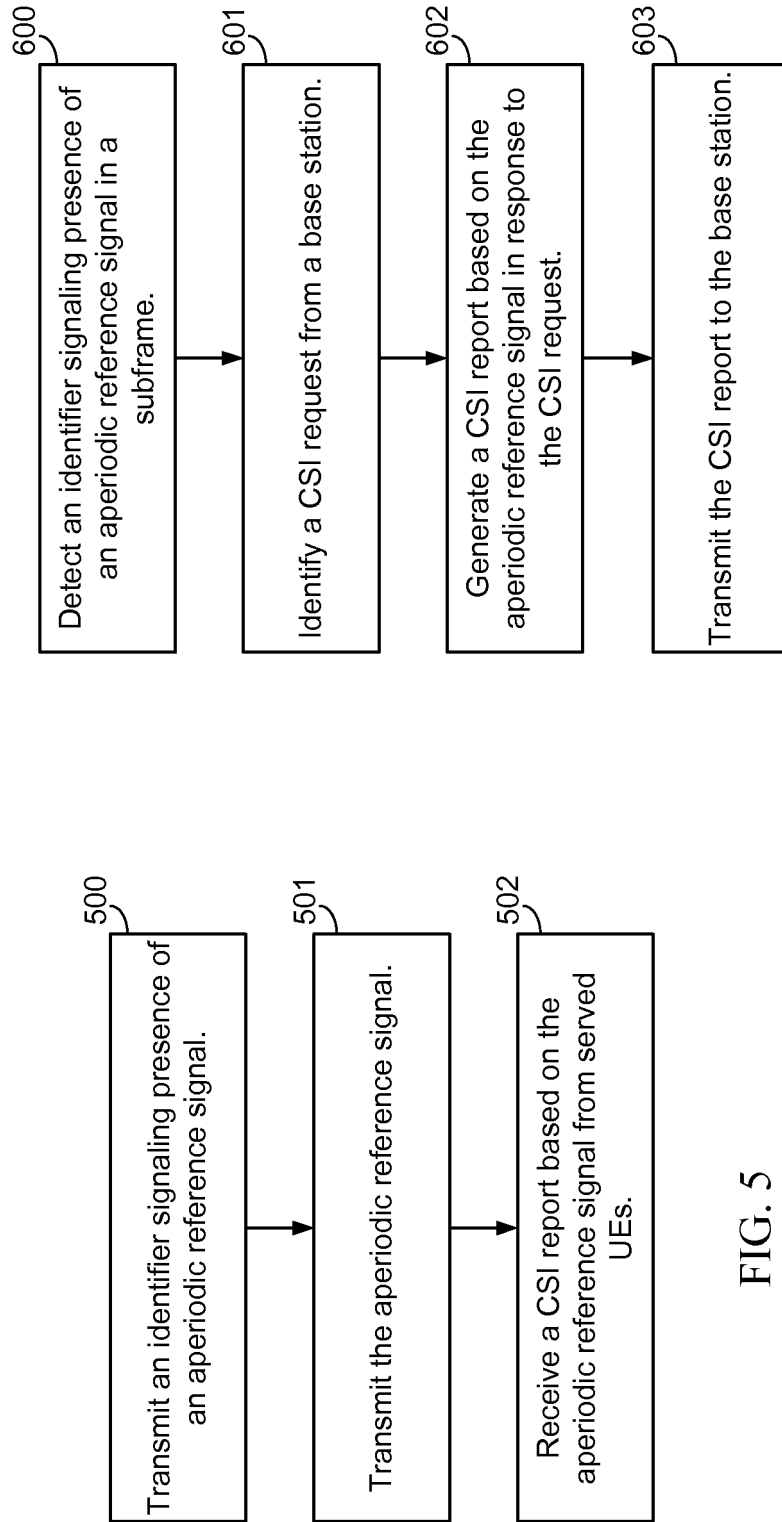 500
Transmit an identifier signaling presence of
an aperiodic reference signal.
501
Transmit the aperiodic reference signal.
502
Receive a CSI report based on the
aperiodic reference signal from served
UEs.
FIG. 5
600
Detect an identifier signaling presence of
an aperiodic reference signal in a
subframe.
601
Identify a CSI request from a base station.
602
Generate a CSI report based on the
aperiodic reference signal in response to
the CSI request.
603
Transmit the CSI report to the base station.